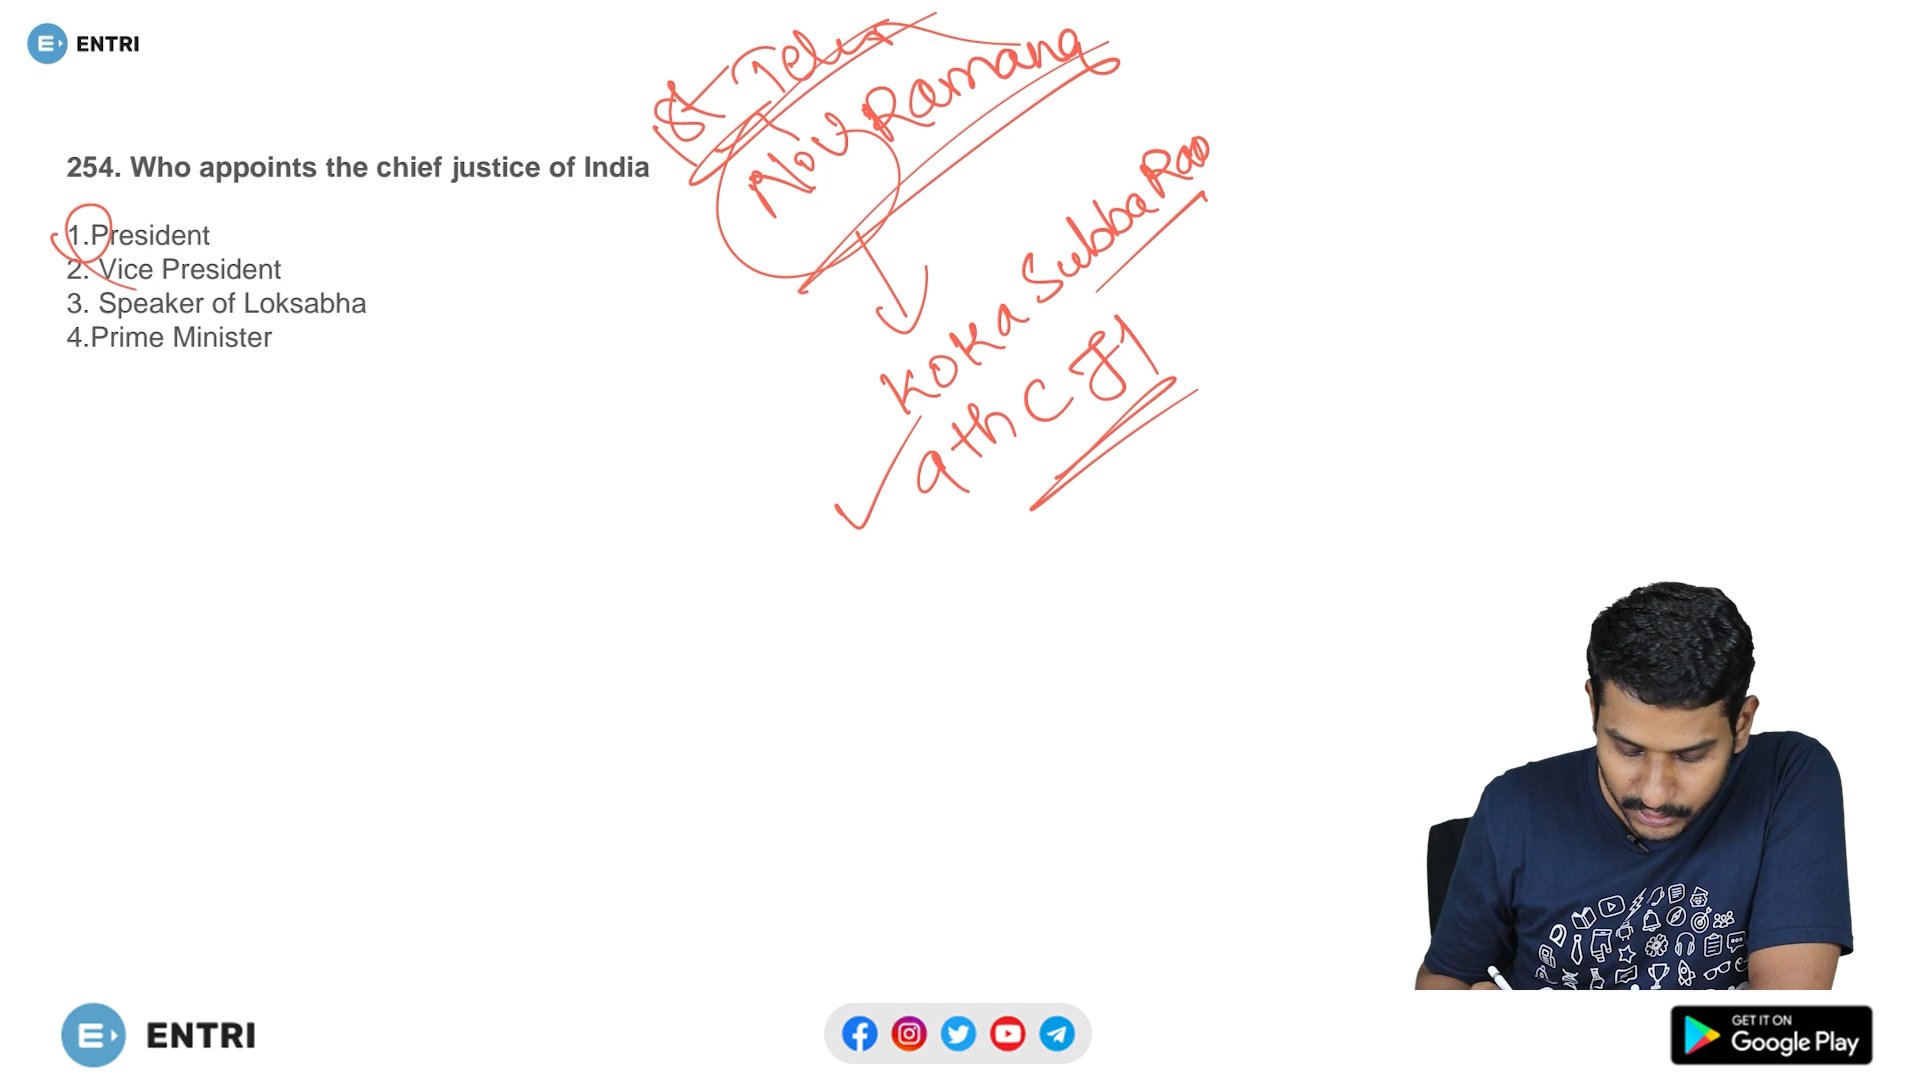 ENTRI
254. Who appoints the chief justice of India
1.President
2. Vice President
3. Speaker of Loksabha
4.Prime Minister
Ramana
Koka Subba Rao
9th CJI
ENTRI
GET IT ON
Google Play